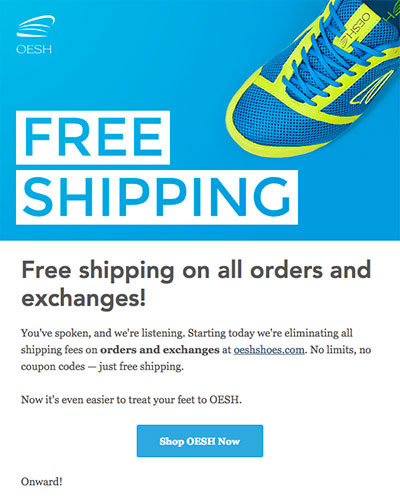 OESH
OESH
FREE
SHIPPING
Free shipping on all orders and
exchanges!
You've spoken, and we're listening. Starting today we're eliminating all
shipping fees on orders and exchanges at oeshshoes.com. No limits, no
coupon codes — just free shipping.
Now it's even easier to treat your feet to OESH.
Shop OESH Now
Onward!